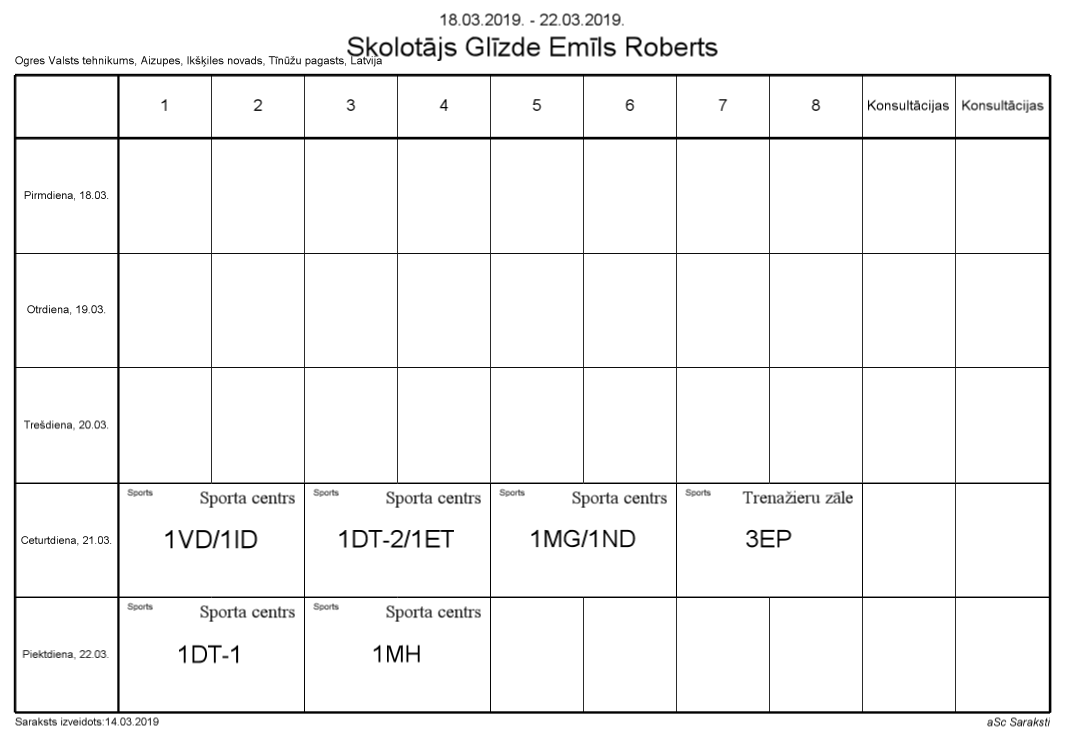 18.03.2019. - 22.03.2019.
Skolotājs Glīzde Emīls Roberts
Ogres Valsts tehnikums, Aizupes, Ikšķiles novads, Tīnūžu pagasts, Latvija
1 2 3 4 5 6 7 8 Konsultācijas Konsultācijas
Pirmdiena, 18.03.
Otrdiena, 19.03.
Trešdiena, 20.03.
Sports Sporta centrs Sports Sporta centrs Sports Sporta centrs Sports Trenažieru zāle
Ceturtdiena, 21.03. 1VD/1ID 1DT-2/1ET 1MG/1ND 3EP
Sports Sporta centrs Sports Sporta centrs
Piektdiena, 22.03. 1DT-1 1MH
Saraksts izveidots:14.03.2019 aSc Saraksti